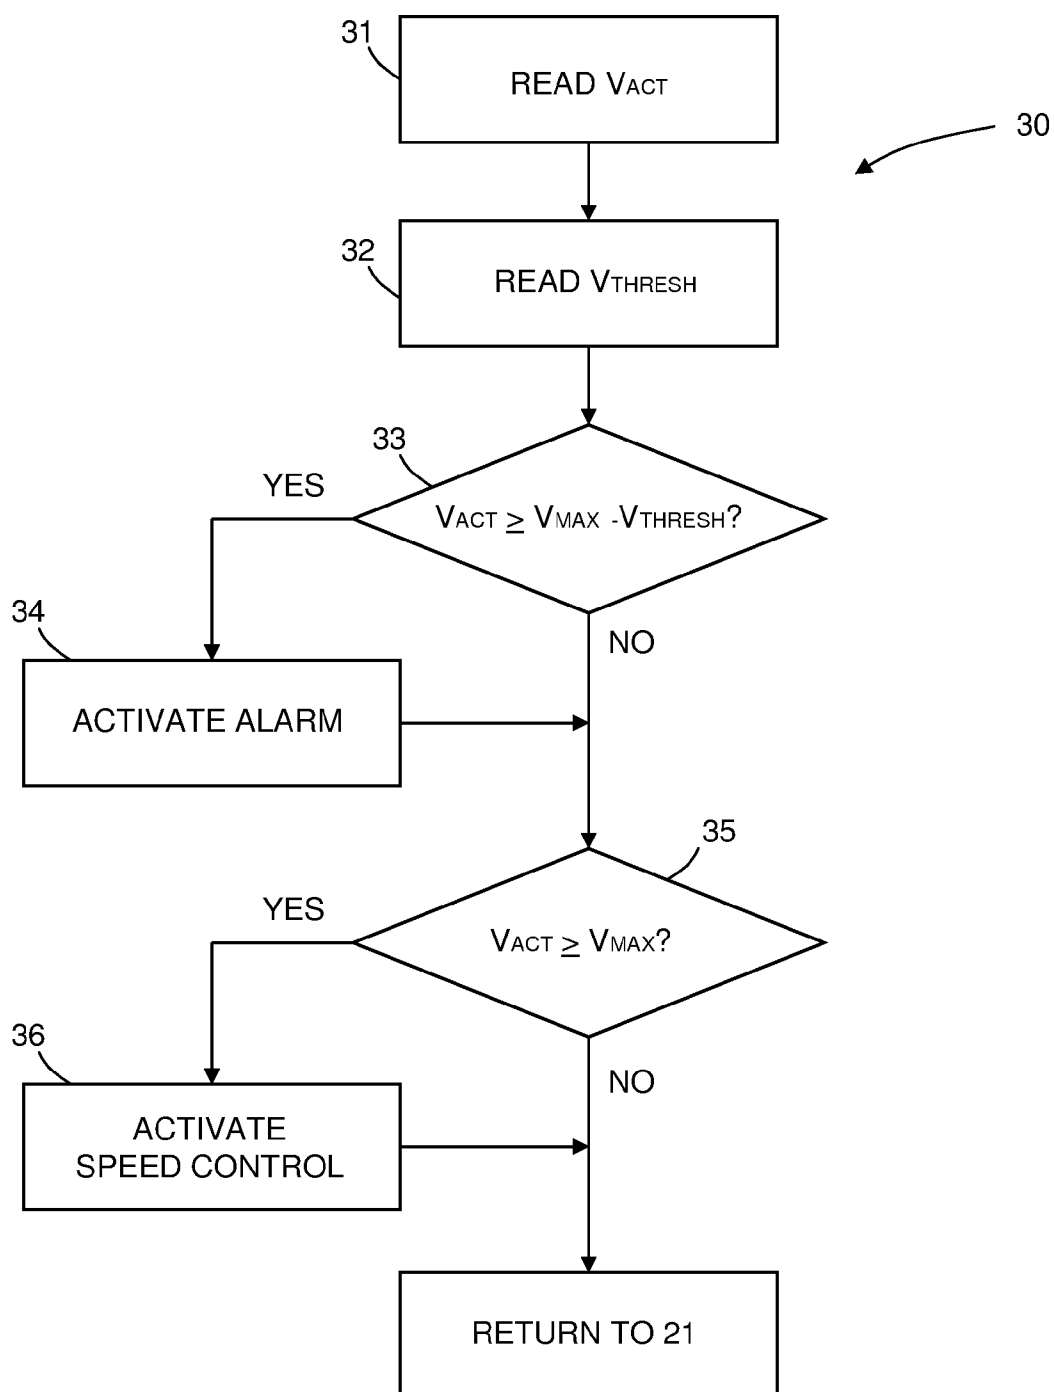 31
READ VACT
30
32
READ VTHRESH
33
YES
VACT ≥ VMAX -VTHRESH?
34
NO
ACTIVATE ALARM
35
YES
VACT ≥ VMAX?
36
NO
ACTIVATE
SPEED CONTROL
RETURN TO 21